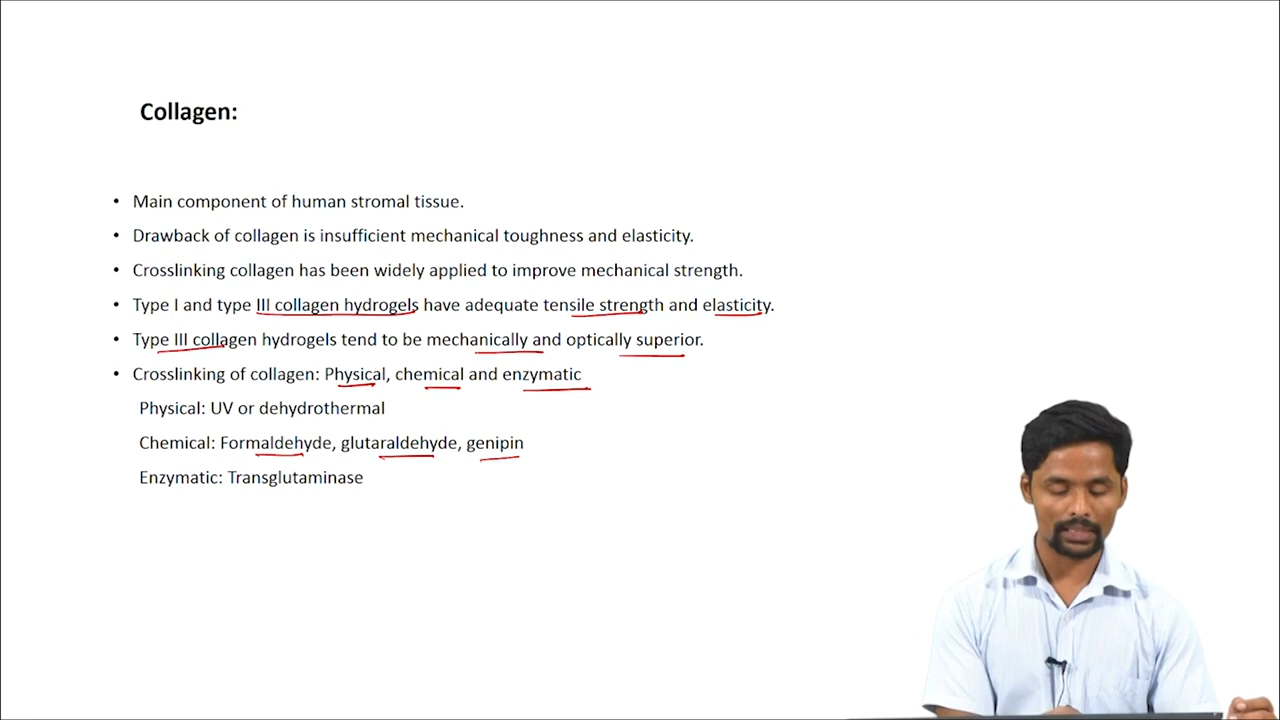 Collagen:
• Main component of human stromal tissue.
• Drawback of collagen is insufficient mechanical toughness and elasticity.
• Crosslinking collagen has been widely applied to improve mechanical strength.
• Type I and type III collagen hydrogels have adequate tensile strength and elasticity.
• Type III collagen hydrogels tend to be mechanically and optically superior.
• Crosslinking of collagen: Physical, chemical and enzymatic
Physical: UV or dehydrothermal
Chemical: Formaldehyde, glutaraldehyde, genipin
Enzymatic: Transglutaminase